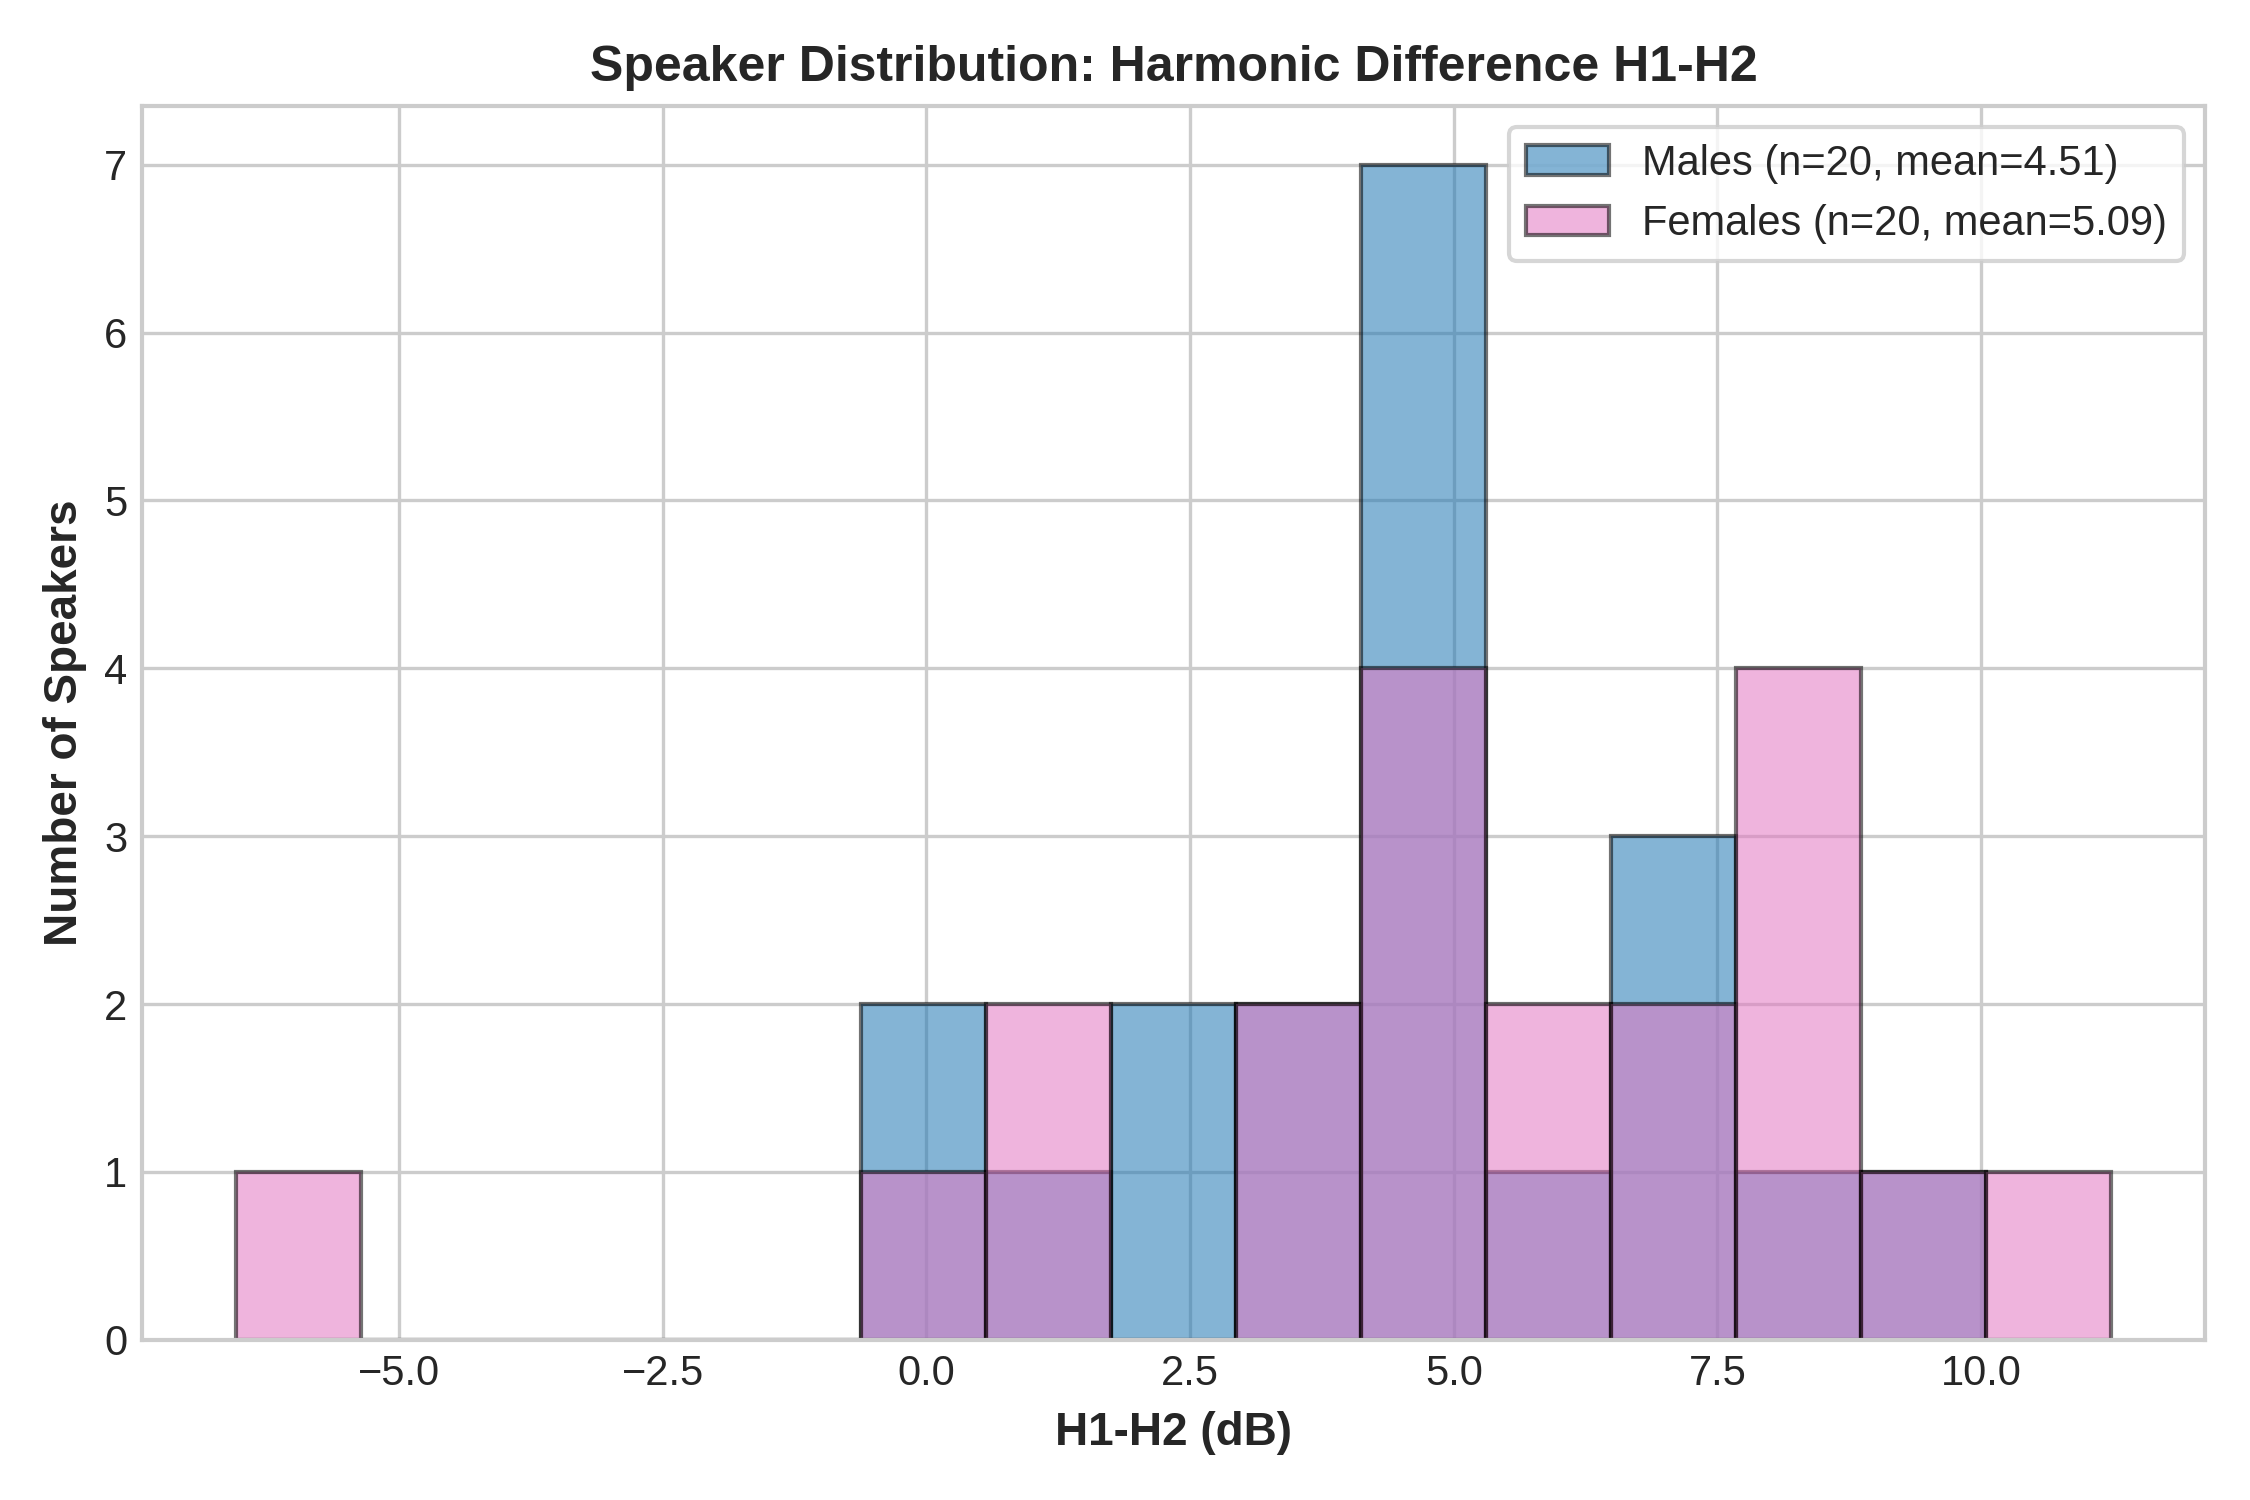 Speaker Distribution: Harmonic Difference H1-H2
Males (n=20, mean=4.51)
Females (n=20, mean=5.09)
Number of Speakers
7
6
5
4
3
2
1
0
−5.0 −2.5 0.0 2.5 5.0 7.5 10.0
H1-H2 (dB)